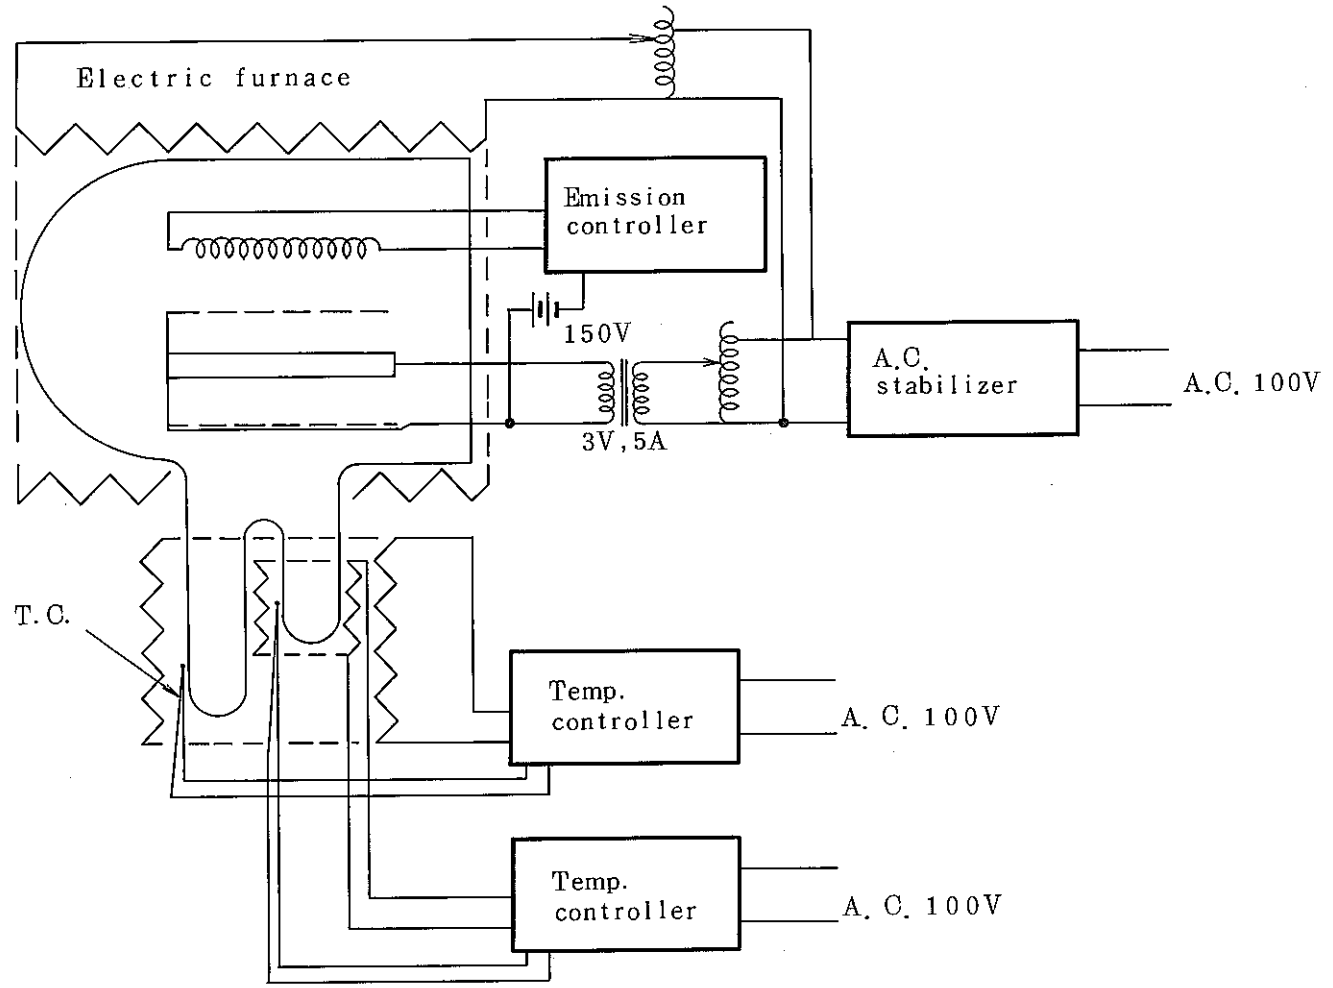 Electric furnace
Emission
controller
150V
A.C.
stabilizer
A.C. 100V
3V, 5A
T.C.
Temp.
controller
A. C. 100V
Temp.
controller
A. C. 100V